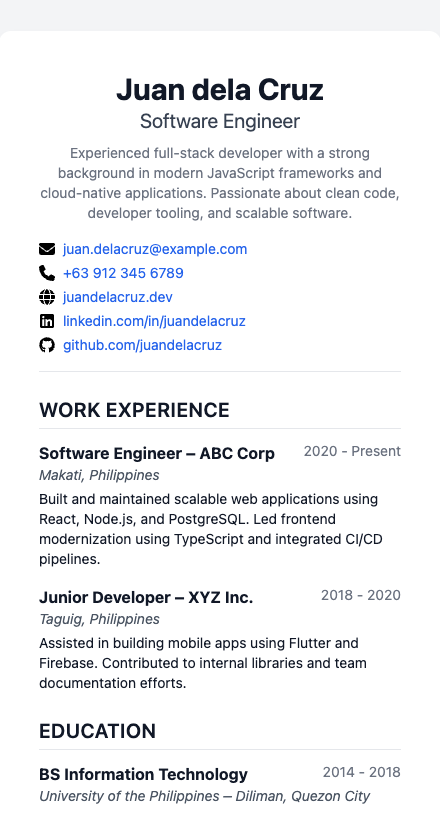 Juan dela Cruz
Software Engineer
Experienced full-stack developer with a strong
background in modern JavaScript frameworks and
cloud-native applications. Passionate about clean code,
developer tooling, and scalable software.
juan.delacruz@example.com
+63 912 345 6789
juandelacruz.dev
linkedin.com/in/juandelacruz
github.com/juandelacruz
WORK EXPERIENCE
Software Engineer – ABC Corp 2020 - Present
Makati, Philippines
Built and maintained scalable web applications using
React, Node.js, and PostgreSQL. Led frontend
modernization using TypeScript and integrated CI/CD
pipelines.
Junior Developer – XYZ Inc. 2018 - 2020
Taguig, Philippines
Assisted in building mobile apps using Flutter and
Firebase. Contributed to internal libraries and team
documentation efforts.
EDUCATION
BS Information Technology 2014 - 2018
University of the Philippines – Diliman, Quezon City